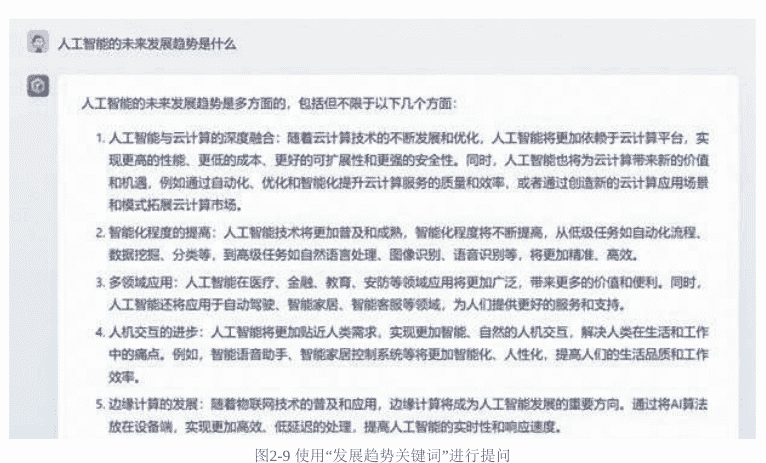 人工智能的未来发展趋势是什么
人工智能的未来发展趋势是多方面的，包括但不限于以下几个方面：
1. 人工智能与云计算的深度融合：随着云计算技术的不断发展和优化，人工智能将更加依赖于云计算平台，实
现更高的性能、更低的成本、更好的可扩展性和更强的安全性。同时，人工智能也将为云计算带来新的价值
和机遇，例如通过自动化、优化和智能化提升云计算服务的质量和效率，或者通过创造新的云计算应用场景
和模式拓展云计算市场。
2. 智能化程度的提高：人工智能技术将更加普及和成熟，智能化程度将不断提高，从低级任务如自动化流程、
数据挖掘、分类等，到高级任务如自然语言处理、图像识别、语音识别等，将更加精准、高效。
3. 多领域应用：人工智能在医疗、金融、教育、安防等领域应用将更加广泛，带来更多的价值和便利。同时，
人工智能还将应用于自动驾驶、智能家居、智能客服等领域，为人们提供更好的服务和支持。
4. 人机交互的进步：人工智能将更加贴近人类需求，实现更加智能、自然的人机交互，解决人类在生活和工作
中的痛点。例如，智能语音助手、智能家居控制系统等将更加智能化、人性化，提高人们的生活品质和工作
效率。
5. 边缘计算的发展：随着物联网技术的普及和应用，边缘计算将成为人工智能发展的重要方向。通过将AI算法
放在设备端，实现更加高效、低延迟的处理，提高人工智能的实时性和响应速度。
图2-9 使用“发展趋势关键词”进行提问